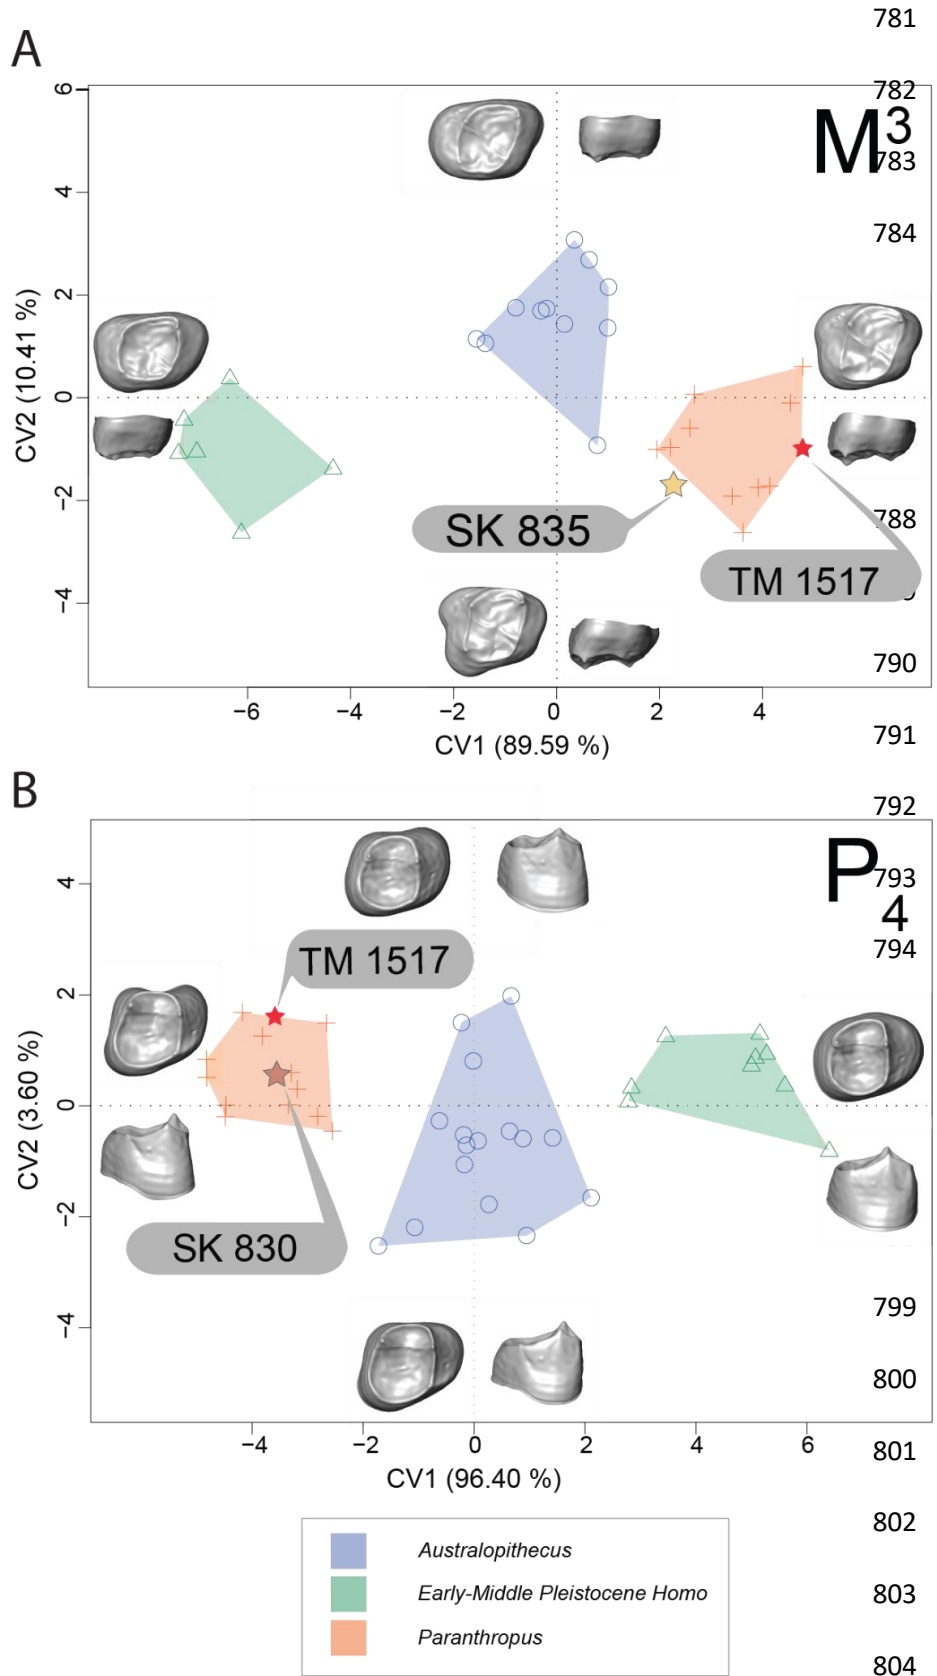 781
A
6
782
M3
783
4
784
2
CV2 (10.41 %)
0
−2
SK 835
788
TM 1517
−4
790
−6
−4
−2
0
2
4
791
CV1 (89.59 %)
B
792
P4
793
4
794
TM 1517
2
CV2 (3.60 %)
0
−2
SK 830
799
−4
800
−4
−2
0
2
4
6
801
CV1 (96.40 %)
802
Australopithecus
Early-Middle Pleistocene Homo
803
Paranthropus
804